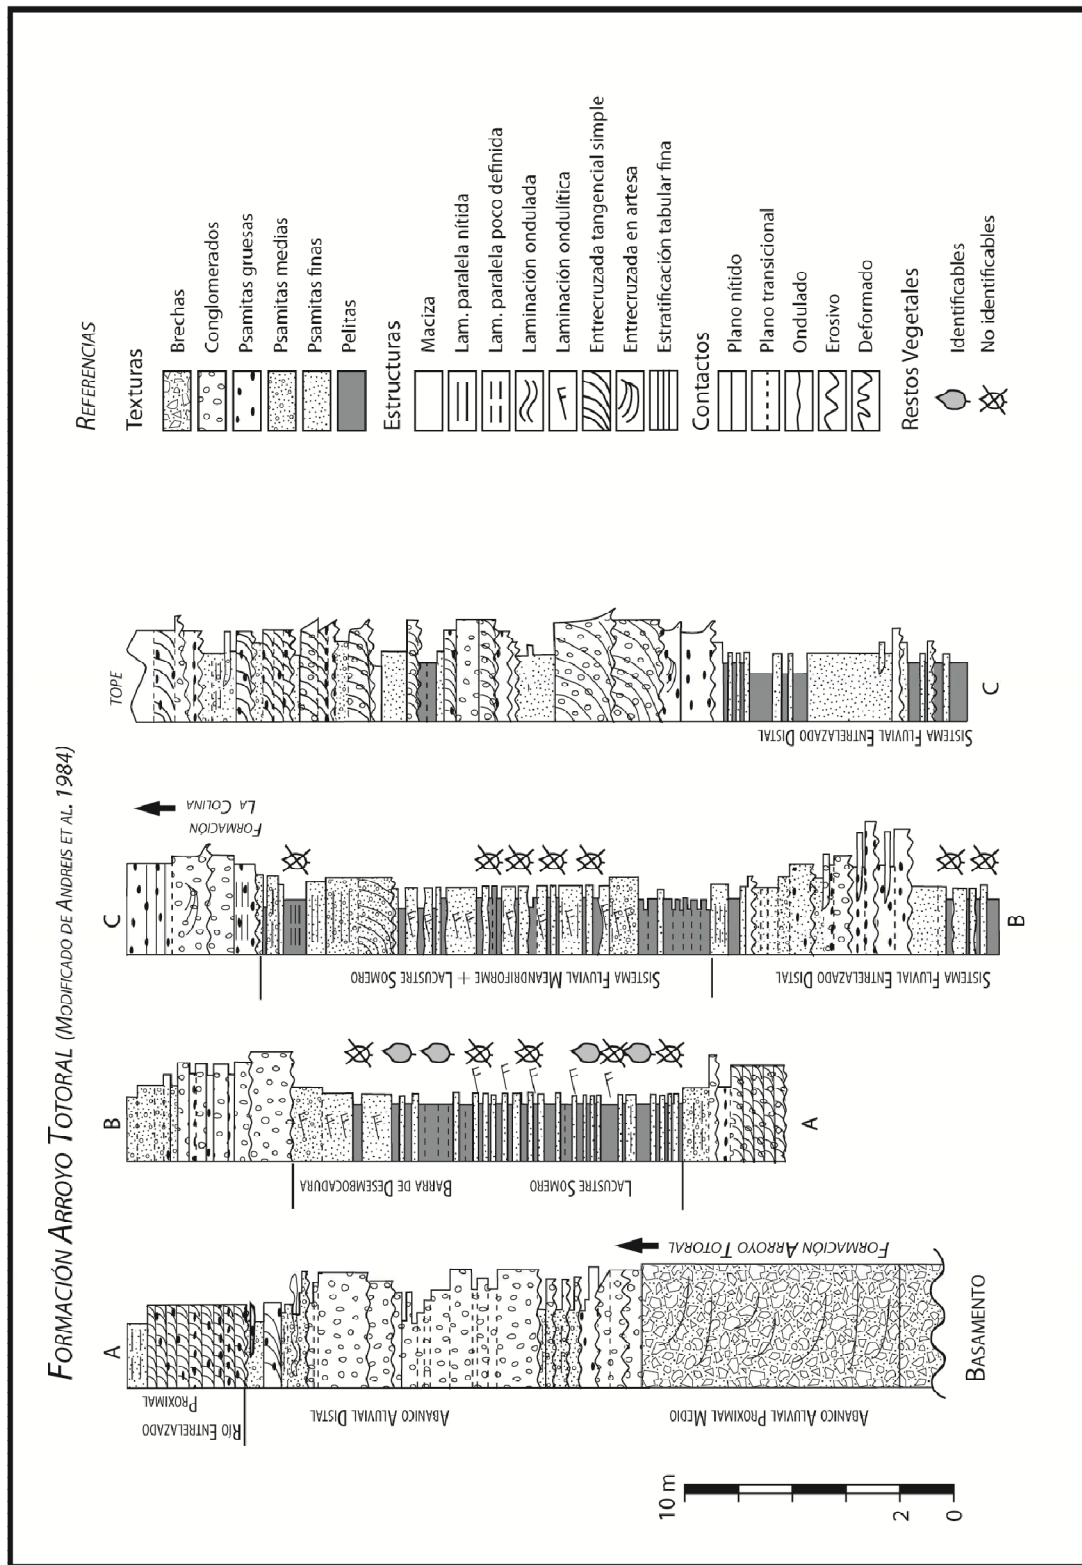 FORMACIÓN ARROYO TOTORAL (MODIFICADO DE ANDREIS ET AL. 1984)
A
RÍO ENTRELAZADO
PROXIMAL
ABANICO ALUVIAL DISTAL
ABANICO ALUVIAL PROXIMAL MEDIO
FORMACIÓN ARROYO TOTORAL
BASAMENTO
10 m
2
0
B
BARRA DE DESEMBOCADURA
LACUSTRE SOMERO
A
C
FORMACIÓN
LA COLINA
SISTEMA FLUVIAL MEANDRIFORME + LACUSTRE SOMERO
SISTEMA FLUVIAL ENTRELAZADO DISTAL
SISTEMA FLUVIAL ENTRELAZADO DISTAL
B
TOPE
SISTEMA FLUVIAL ENTRELAZADO DISTAL
C
REFERENCIAS
Texturas
Brechas
Conglomerados
Psamitas gruesas
Psamitas medias
Psamitas finas
Pelitas
Estructuras
Maciza
Lam. paralela nítida
Lam. paralela poco definida
Laminación ondulada
Laminación ondulítica
Entrecruzada tangencial simple
Entrecruzada en artesa
Estratificación tabular fina
Contactos
Plano nítido
Plano transicional
Ondulado
Erosivo
Deformado
Restos Vegetales
Identificables
No identificables